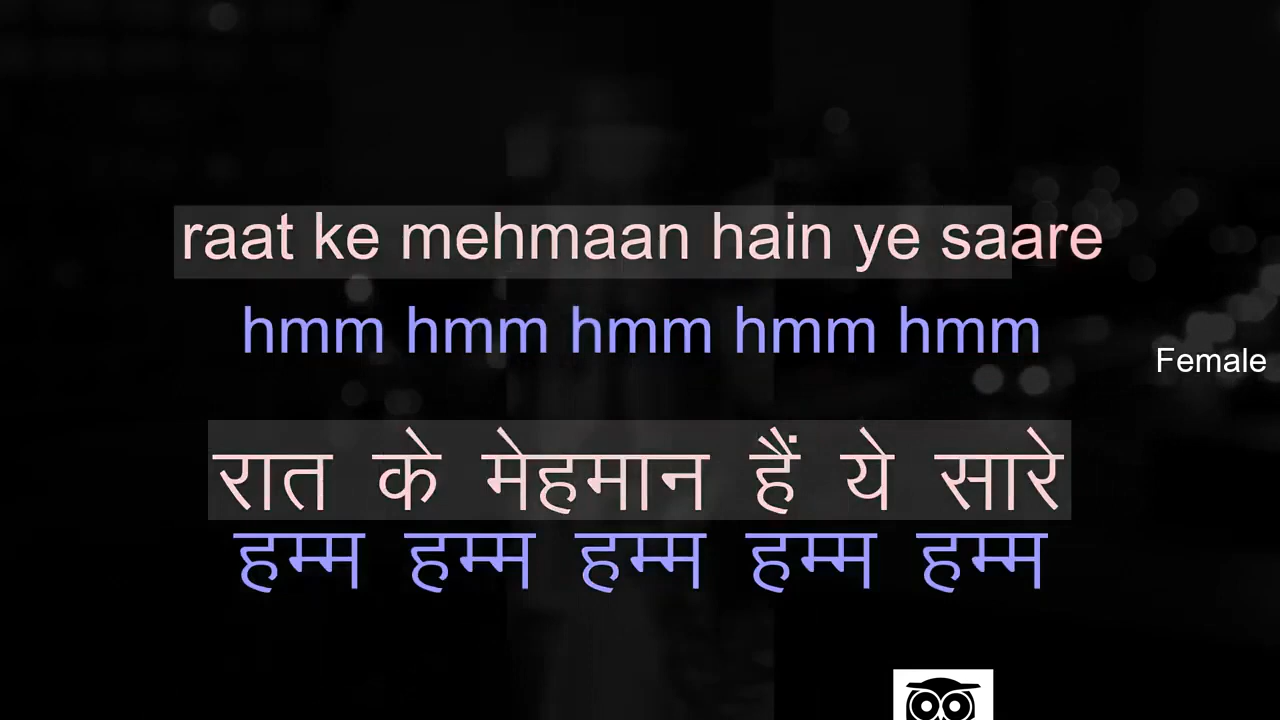 raat ke mehmaan hain ye saare
hmm hmm hmm hmm hmm
Female
रात के मेहमान हैं ये सारे
हम्म हम्म हम्म हम्म हम्म